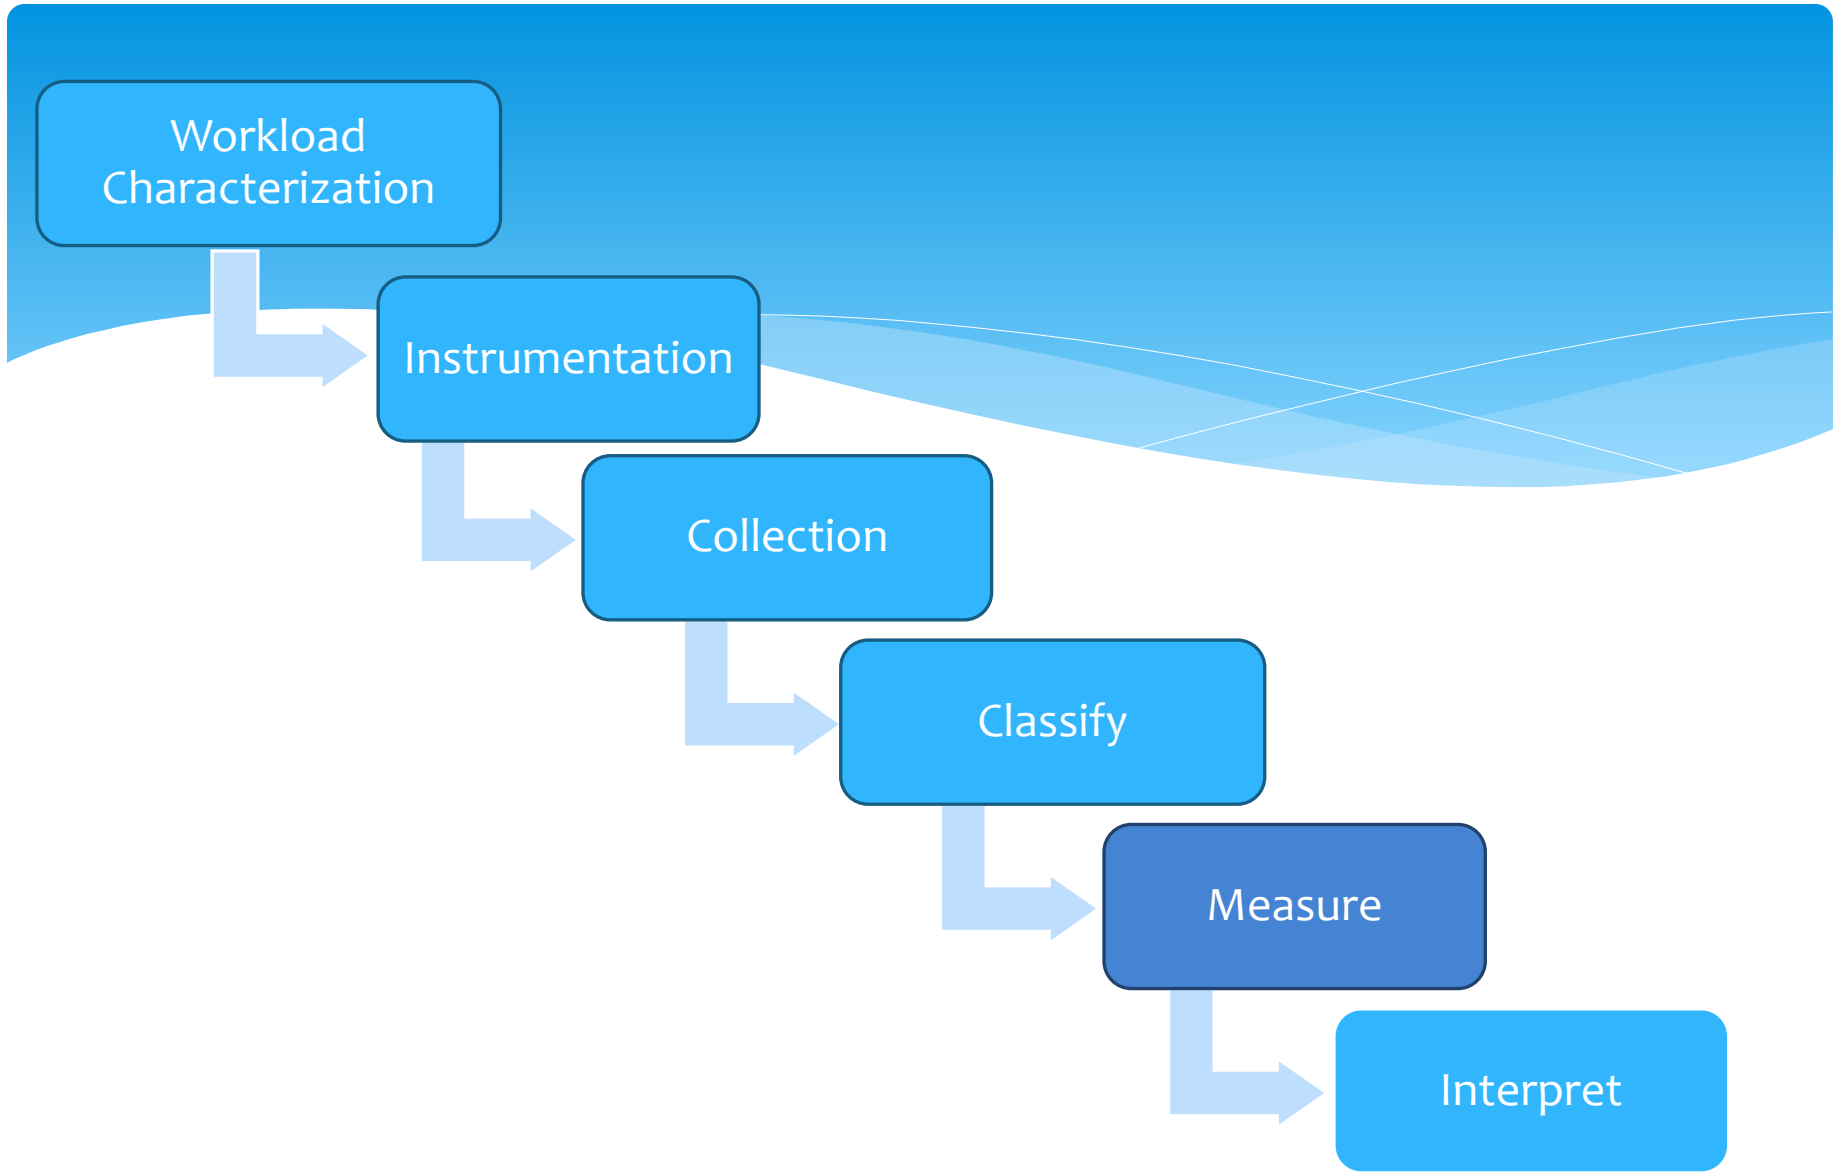 Workload
Characterization
Instrumentation
Collection
Classify
Measure
Interpret